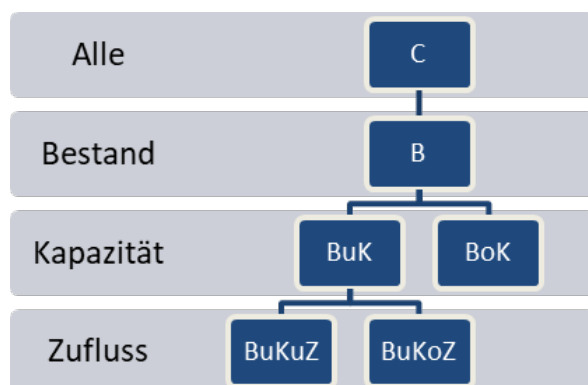 Alle
C
Bestand
B
Kapazität
BuK
BoK
Zufluss
BuKuZ
BuKoZ